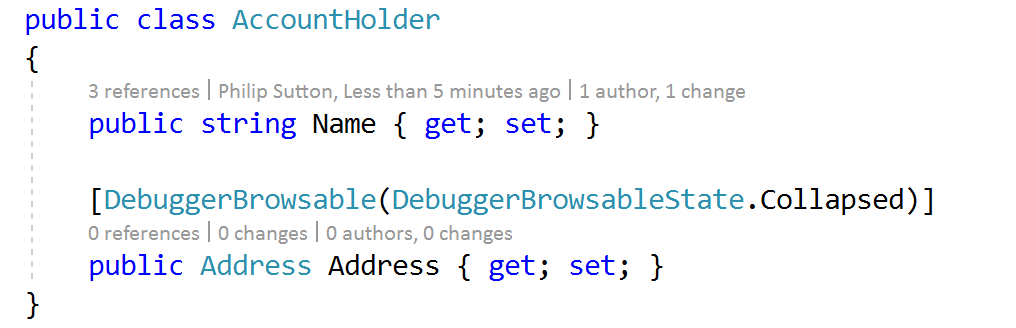 public class AccountHolder
{
3 references | Philip Sutton, Less than 5 minutes ago | 1 author, 1 change
public string Name { get; set; }
[DebuggerBrowsable(DebuggerBrowsableState.Collapsed)]
0 references | 0 changes | 0 authors, 0 changes
public Address Address { get; set; }
}